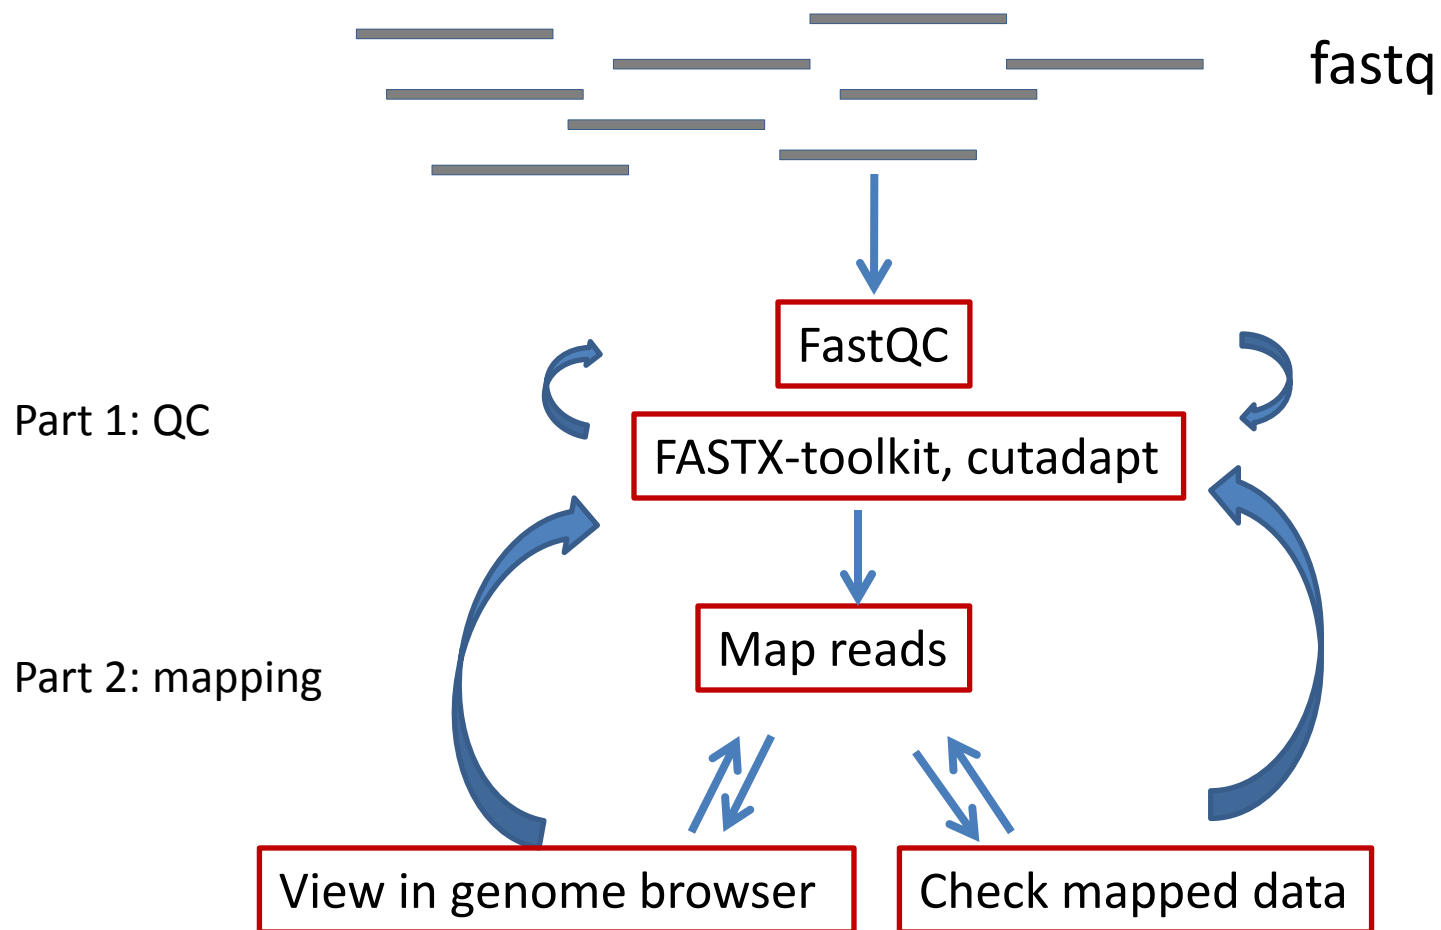 fastq
FastQC
Part 1: QC
FASTX-toolkit, cutadapt
Map reads
Part 2: mapping
View in genome browser
Check mapped data